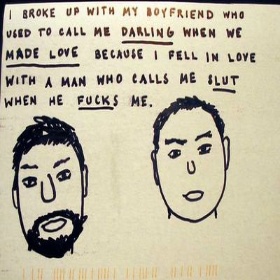 I BROKE UP WITH MY BOYFRIEND WHO
USED TO CALL ME DARLING WHEN WE
MADE LOVE BECAUSE I FELL IN LOVE
WITH A MAN WHO CALLS ME SLUT
WHEN HE FUCKS ME.